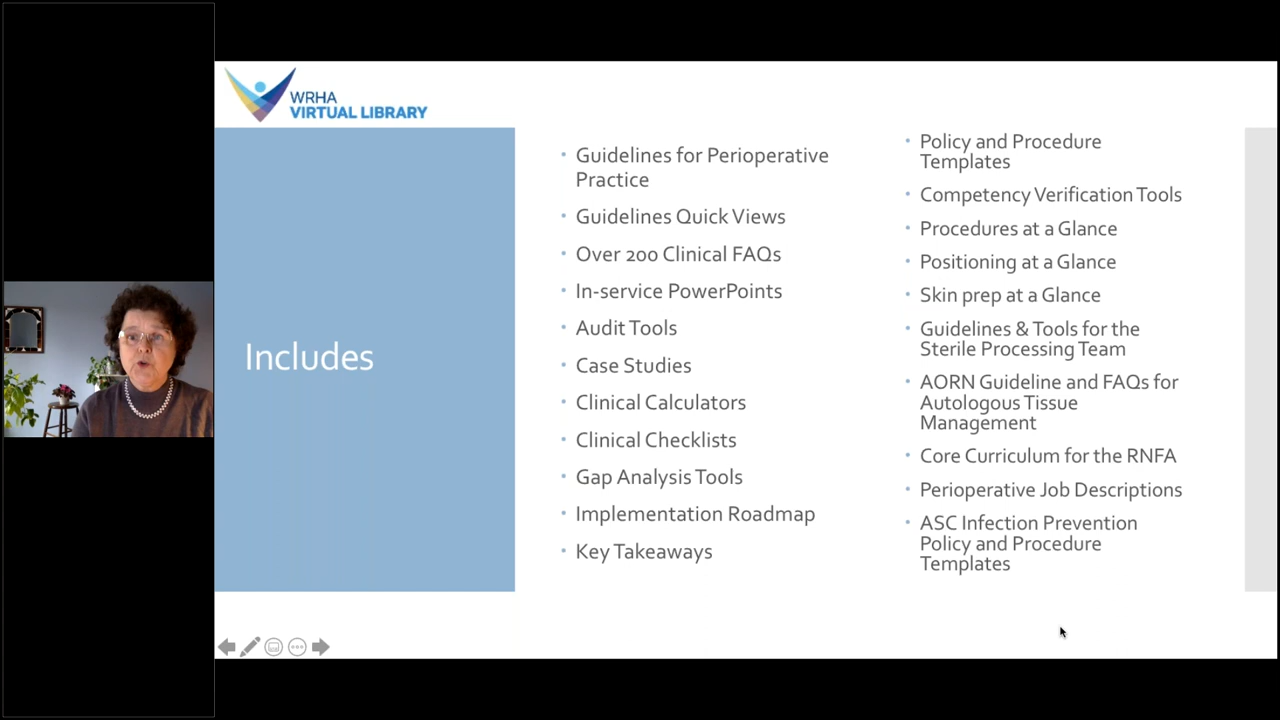 WRHA
VIRTUAL LIBRARY
Includes
Guidelines for Perioperative
Practice
Guidelines Quick Views
Over 200 Clinical FAQs
In-service PowerPoints
Audit Tools
Case Studies
Clinical Calculators
Clinical Checklists
Gap Analysis Tools
Implementation Roadmap
Key Takeaways
Policy and Procedure
Templates
Competency Verification Tools
Procedures at a Glance
Positioning at a Glance
Skin prep at a Glance
Guidelines & Tools for the
Sterile Processing Team
AORN Guideline and FAQs for
Autologous Tissue
Management
Core Curriculum for the RNFA
Perioperative Job Descriptions
ASC Infection Prevention
Policy and Procedure
Templates